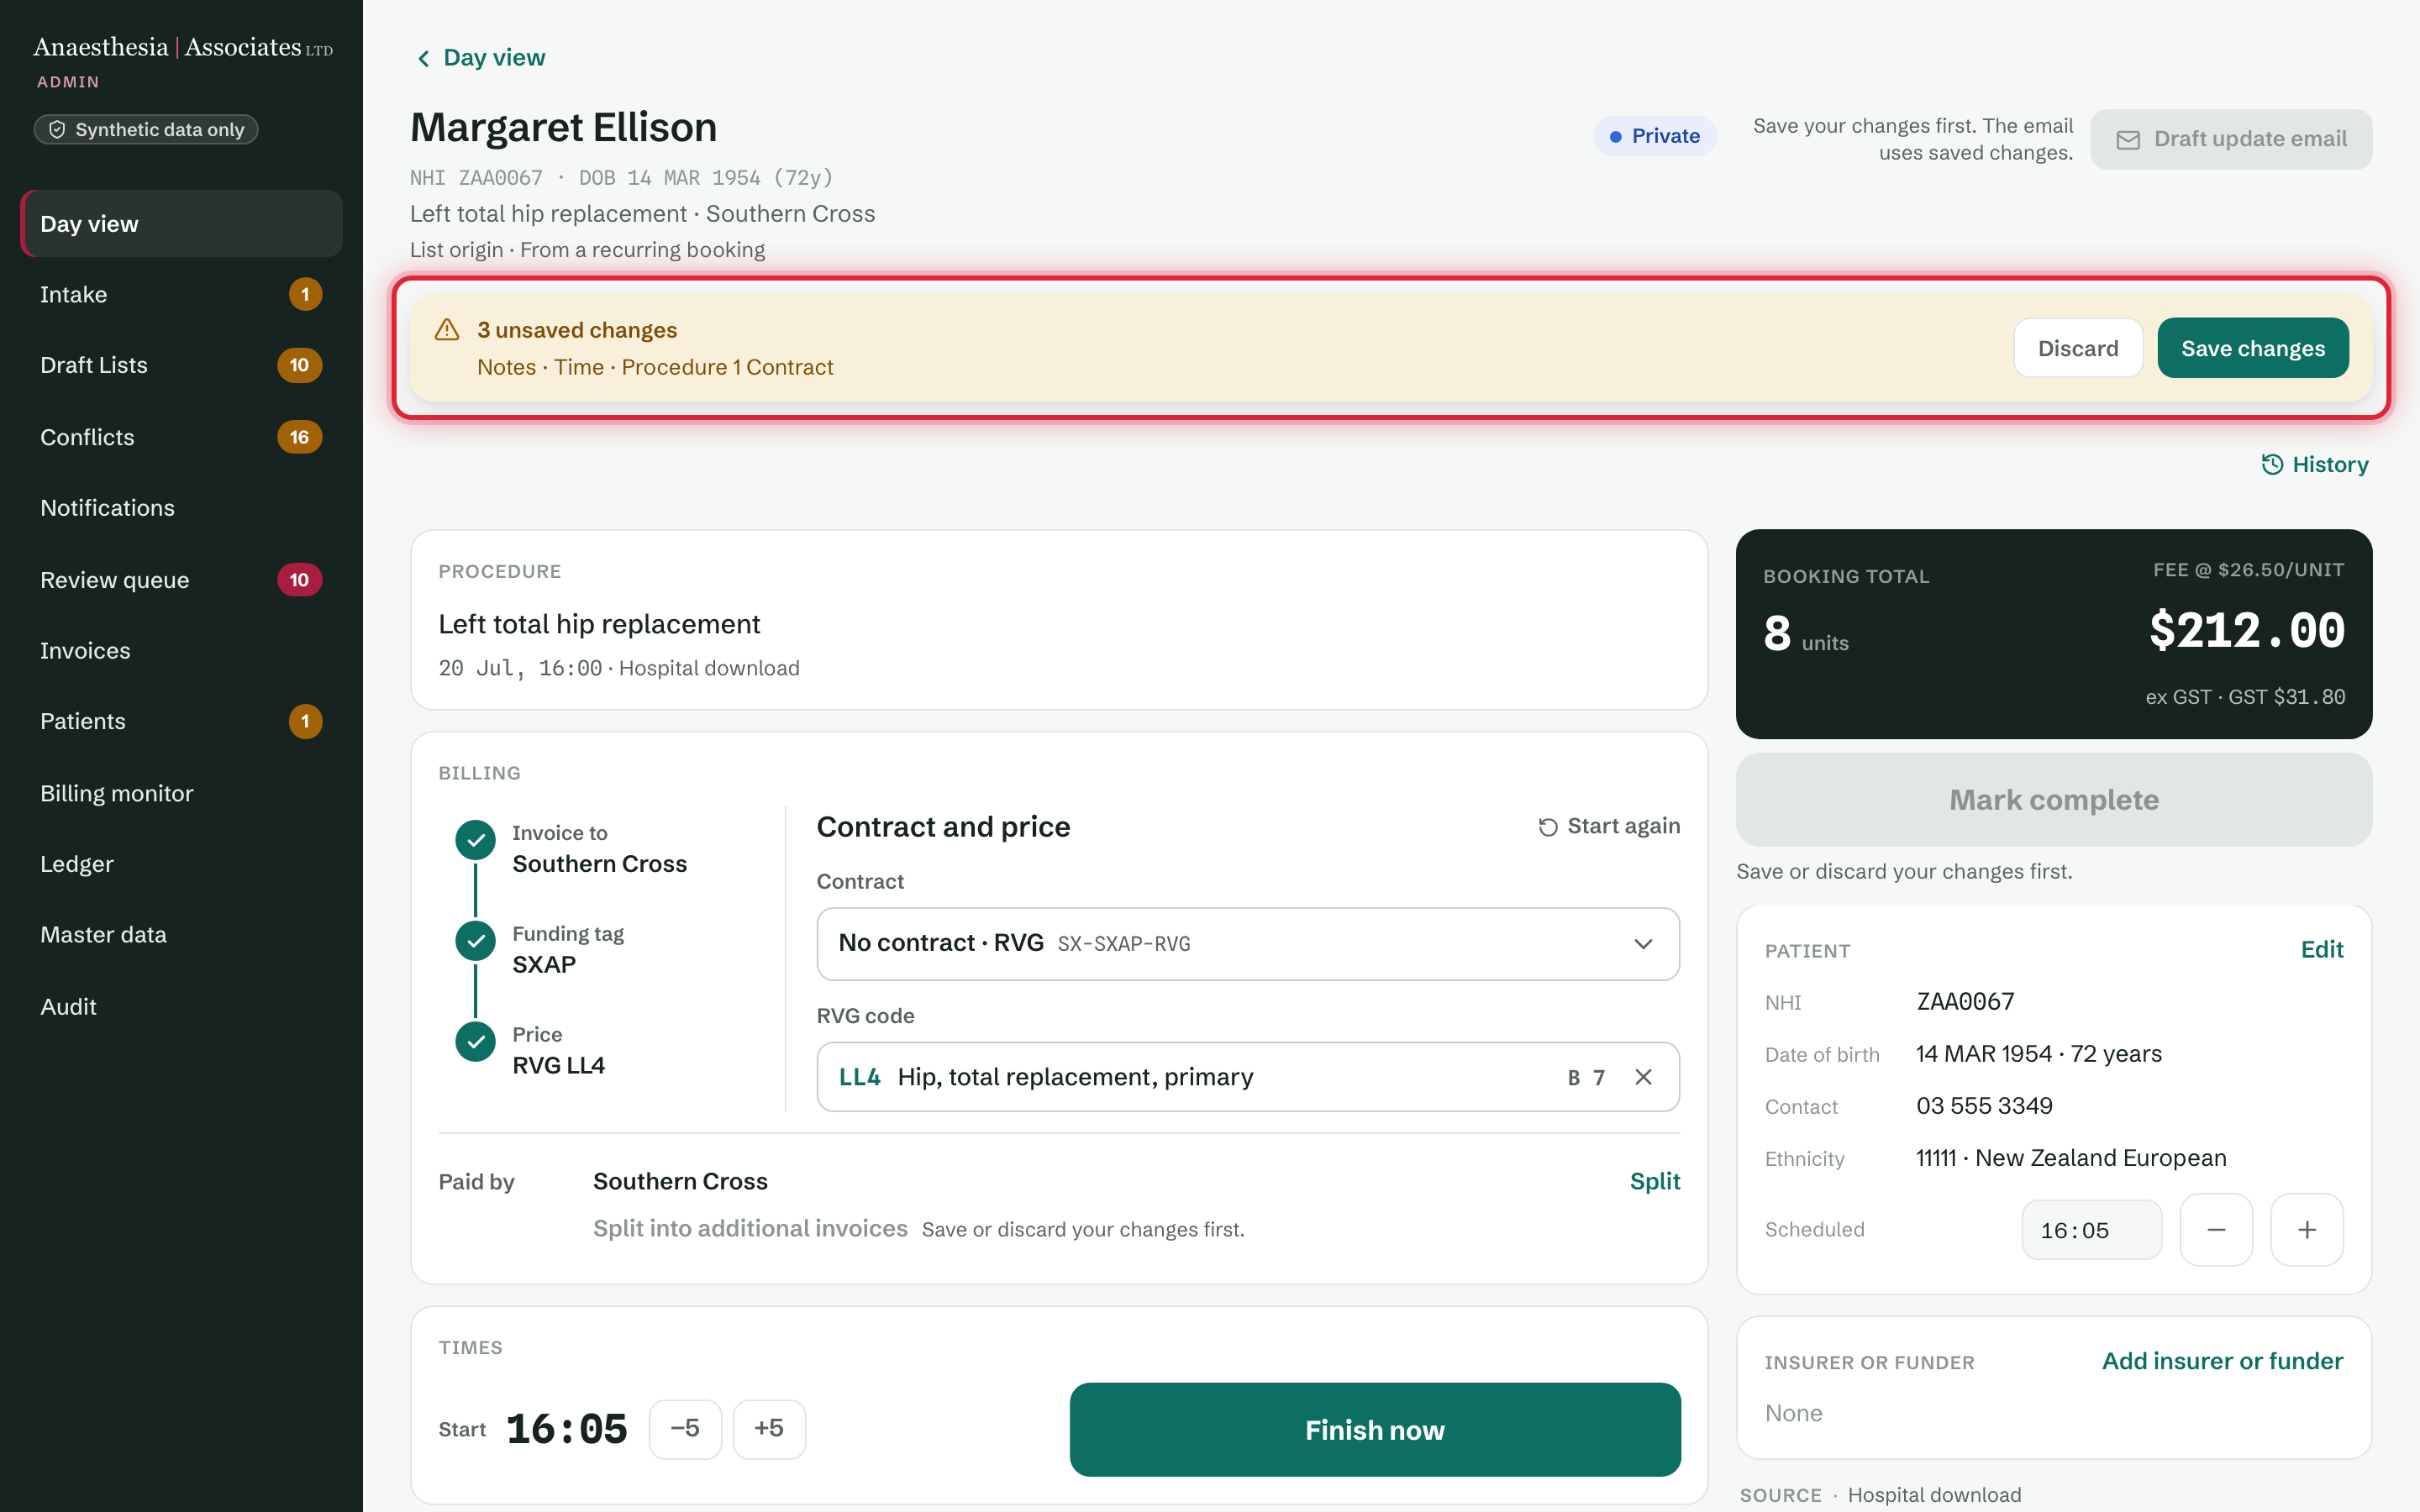 Anaesthesia | Associates LTD
ADMIN
Synthetic data only
Day view
Intake 1
Draft Lists 10
Conflicts 16
Notifications
Review queue 10
Invoices
Patients 1
Billing monitor
Ledger
Master data
Audit
Day view
Margaret Ellison
NHI ZAA0067 · DOB 14 MAR 1954 (72y)
Left total hip replacement · Southern Cross
List origin · From a recurring booking
Private
Save your changes first. The email
uses saved changes.
Draft update email
3 unsaved changes
Notes · Time · Procedure 1 Contract
Discard
Save changes
History
PROCEDURE
Left total hip replacement
20 Jul, 16:00 · Hospital download
BILLING
Invoice to
Southern Cross
Funding tag
SXAP
Price
RVG LL4
Contract and price
Start again
Contract
No contract · RVG SX-SXAP-RVG
RVG code
LL4 Hip, total replacement, primary B 7
Paid by Southern Cross Split
Split into additional invoices Save or discard your changes first.
TIMES
Start 16:05 −5 +5
Finish now
BOOKING TOTAL
8 units
FEE @ $26.50/UNIT
$212.00
ex GST · GST $31.80
Mark complete
Save or discard your changes first.
PATIENT Edit
NHI ZAA0067
Date of birth 14 MAR 1954 · 72 years
Contact 03 555 3349
Ethnicity 11111 · New Zealand European
Scheduled 16:05 − +
INSURER OR FUNDER Add insurer or funder
None
SOURCE · Hospital download